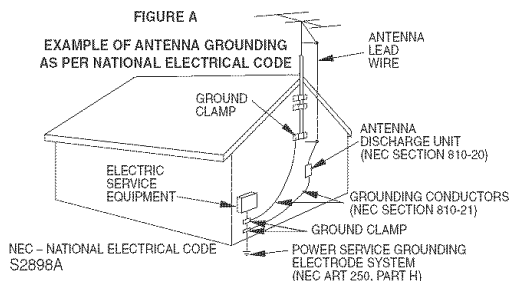 FIGURE A
EXAMPLE OF ANTENNA GROUNDING
AS PER NATIONAL ELECTRICAL CODE
ANTENNA
LEAD
WIRE
GROUND
CLAMP
ANTENNA
DISCHARGE UNIT
(NEC SECTION 810-20)
ELECTRIC
SERVICE
EQUIPMENT
GROUNDING CONDUCTORS
(NEC SECTION 810-21)
GROUND CLAMP
POWER SERVICE GROUNDING
ELECTRODE SYSTEM
(NEC ART 250, PART H)
NEC – NATIONAL ELECTRICAL CODE
S2898A